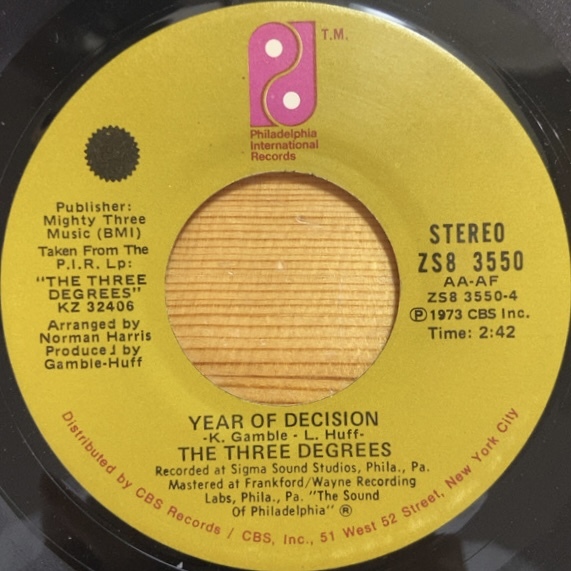 T.M.
Philadelphia
International
Records
Publisher:
Mighty Three
Music (BMI)
Taken From The
P.I.R. Lp:
"THE THREE
DEGREES"
KZ 32406
Arranged by
Norman Harris
Produced by
Gamble-Huff
STEREO
ZS8 3550
AA-AF
ZS8 3550-4
Ⓟ 1973 CBS Inc.
Time: 2:42
YEAR OF DECISION
-K. Gamble - L. Huff-
THE THREE DEGREES
Recorded at Sigma Sound Studios, Phila., Pa.
Mastered at Frankford/Wayne Recording
Labs, Phila., Pa. "The Sound
Of Philadelphia" ®
Distributed by CBS Records / CBS, Inc., 51 West 52 Street, New York City